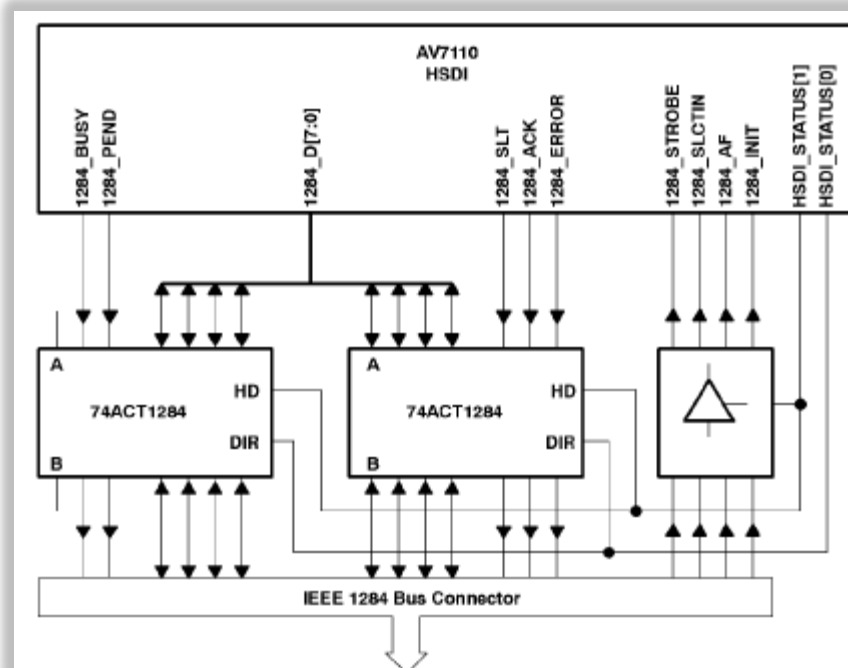 AV7110
HSDI
1284_BUSY
1284_PEND
1284_D[7:0]
1284_SLT
1284_ACK
1284_ERROR
1284_STROBE
1284_SLCTIN
1284_AF
1284_INIT
HSDI_STATUS[1]
HSDI_STATUS[0]
A
HD
74ACT1284
DIR
B
A
HD
74ACT1284
DIR
B
IEEE 1284 Bus Connector